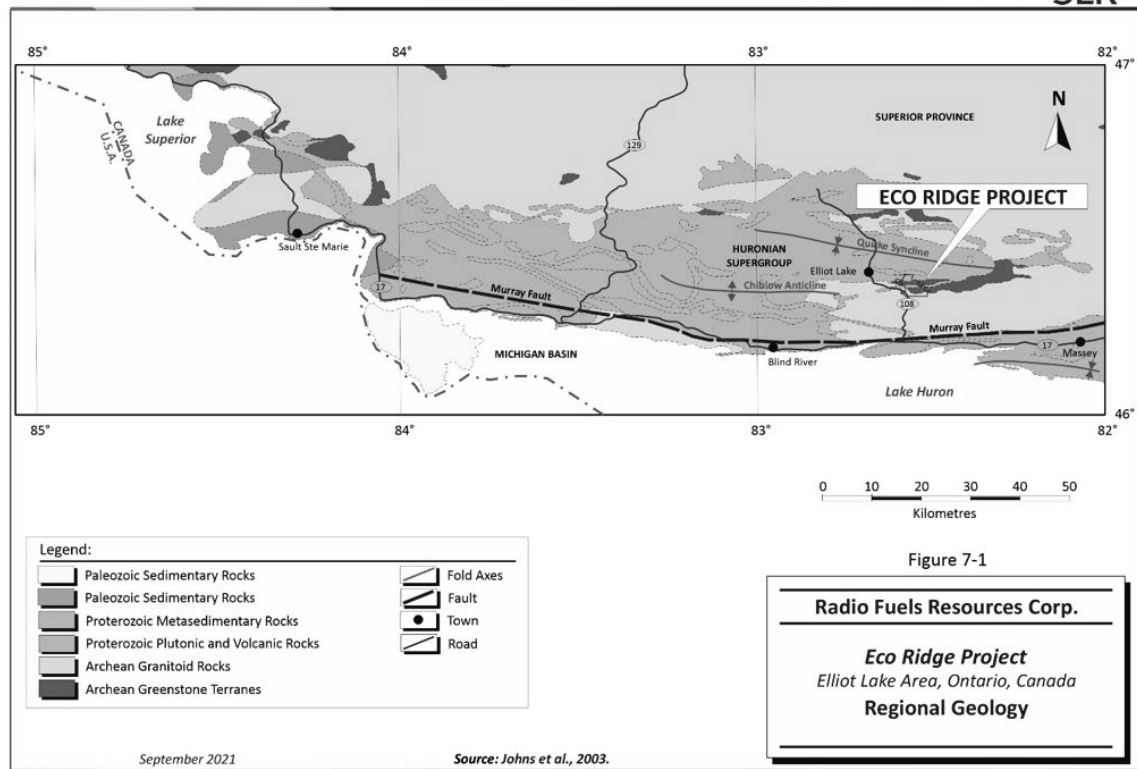 85°
84°
83°
82°
47°
Lake
Superior
CANADA
U.S.A.
129
SUPERIOR PROVINCE
N
ECO RIDGE PROJECT
Quirke Syncline
Sault Ste Marie
HURONIAN
SUPERGROUP
Elliot Lake
Chiblow Anticline
17
Murray Fault
108
Murray Fault
17
Massey
MICHIGAN BASIN
Blind River
Lake Huron
46°
85°
84°
83°
82°
0 10 20 30 40 50
Kilometres
Legend:
Paleozoic Sedimentary Rocks
Paleozoic Sedimentary Rocks
Proterozoic Metasedimentary Rocks
Proterozoic Plutonic and Volcanic Rocks
Archean Granitoid Rocks
Archean Greenstone Terranes
Fold Axes
Fault
Town
Road
Figure 7-1
Radio Fuels Resources Corp.
Eco Ridge Project
Elliot Lake Area, Ontario, Canada
Regional Geology
September 2021
Source: Johns et al., 2003.